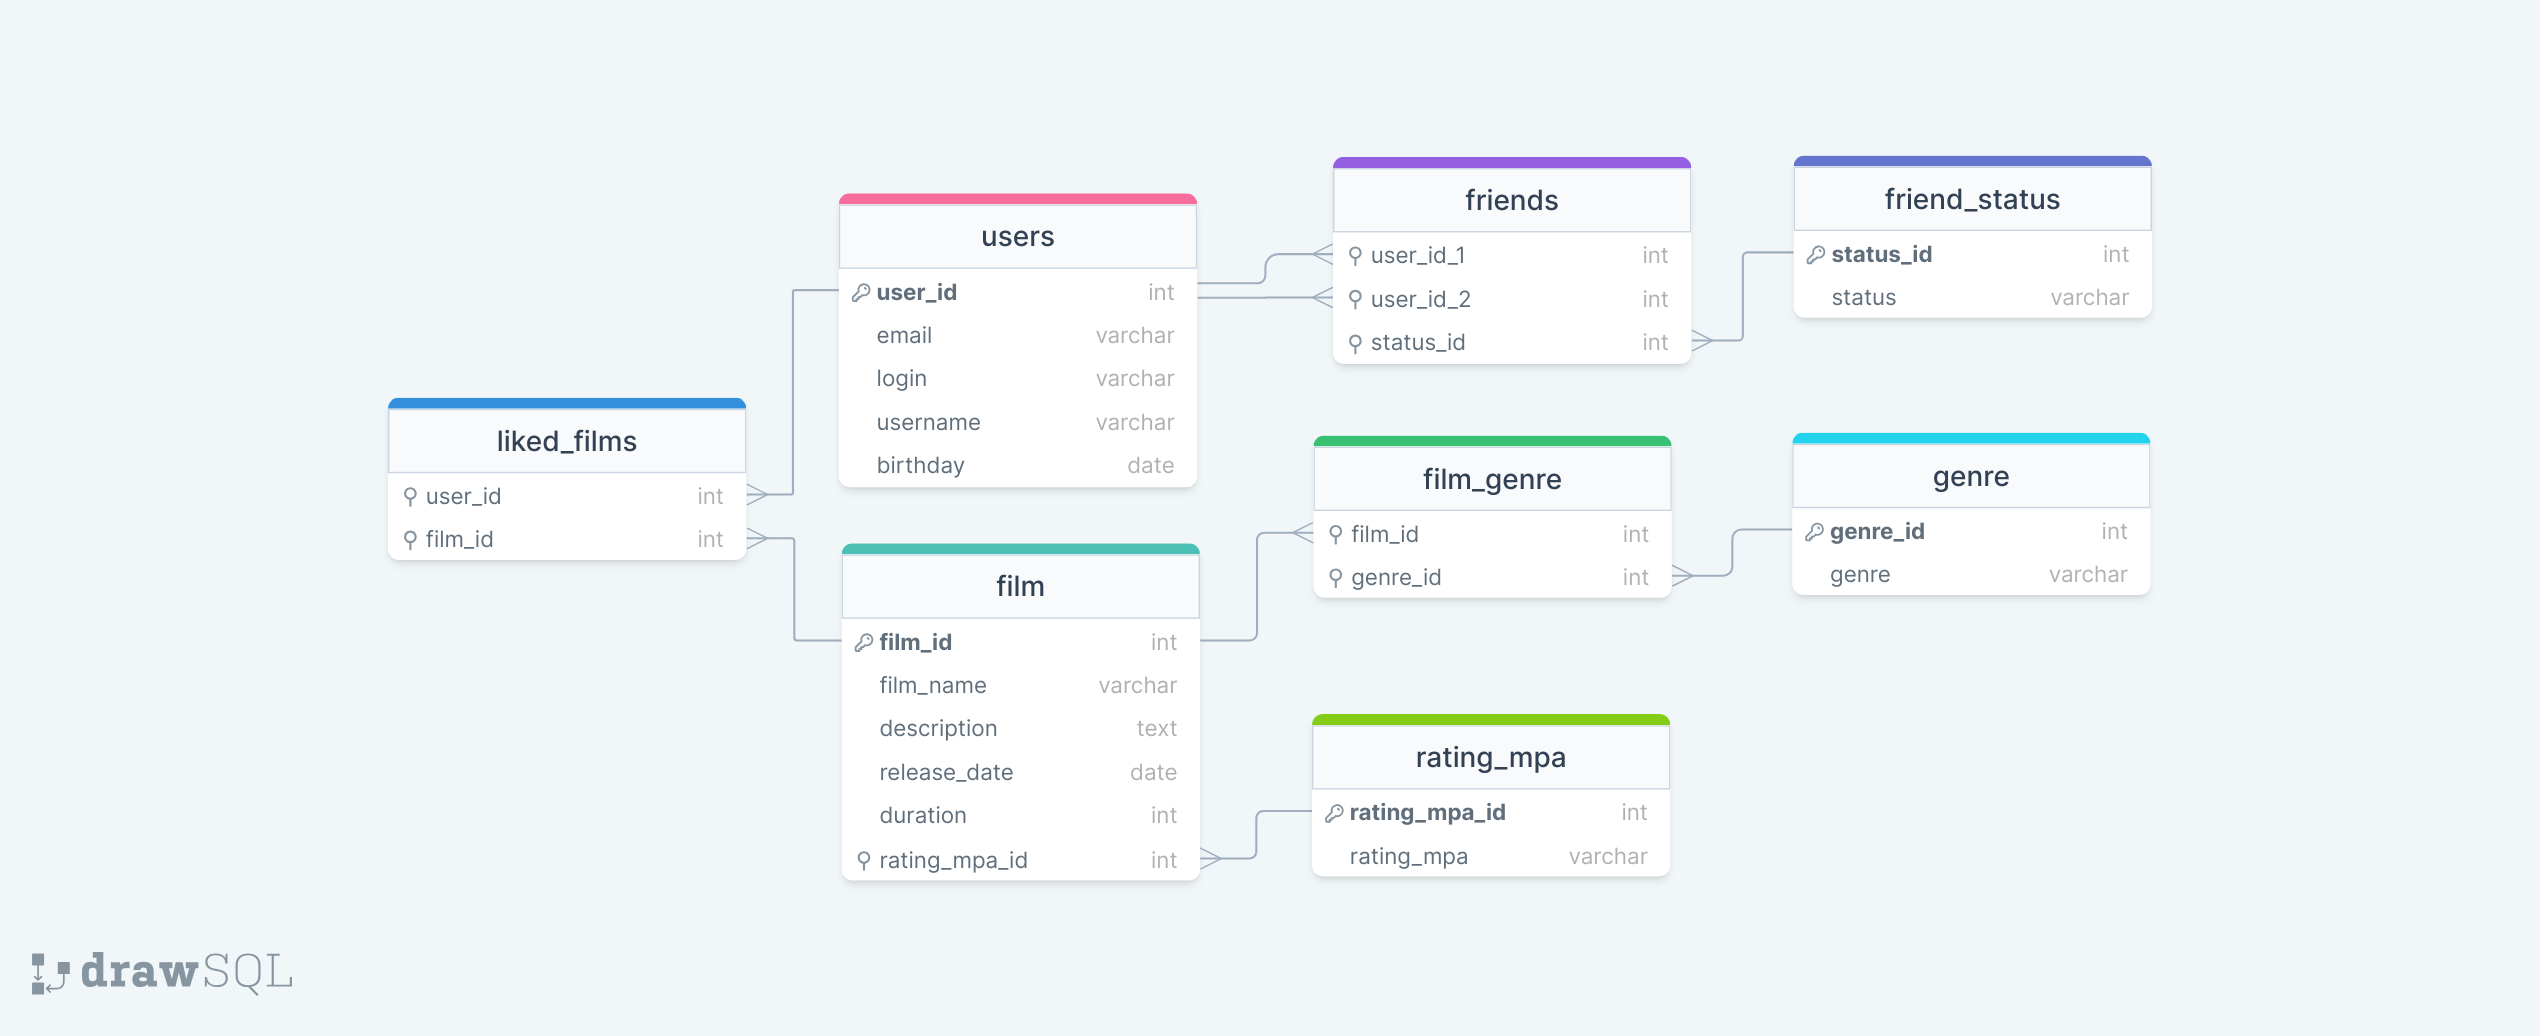 liked_films
user_id int
film_id int
users
user_id int
email varchar
login varchar
username varchar
birthday date
film
film_id int
film_name varchar
description text
release_date date
duration int
rating_mpa_id int
friends
user_id_1 int
user_id_2 int
status_id int
friend_status
status_id int
status varchar
film_genre
film_id int
genre_id int
genre
genre_id int
genre varchar
rating_mpa
rating_mpa_id int
rating_mpa varchar
drawSQL